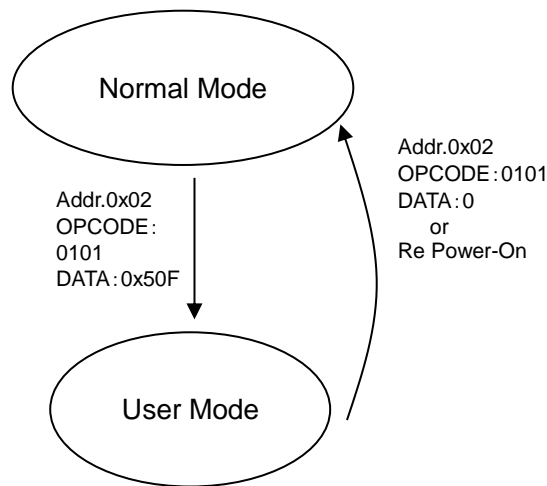 Normal Mode
Addr.0x02
OPCODE：
0101
DATA：0x50F
Addr.0x02
OPCODE：0101
DATA：0
or
Re Power-On
User Mode